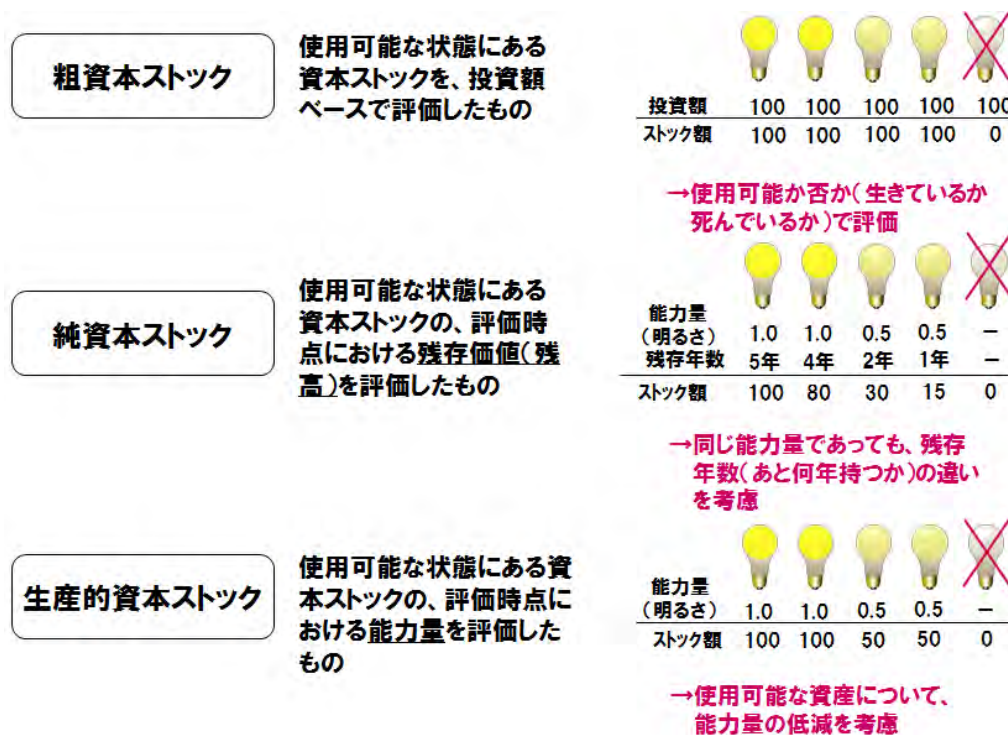 粗資本ストック
使用可能な状態にある
資本ストックを、投資額
ベースで評価したもの
投資額 100 100 100 100 100
ストック額 100 100 100 100 0
→使用可能か否か(生きているか
死んでいるか)で評価
純資本ストック
使用可能な状態にある
資本ストックの、評価時
点における残存価値(残
高)を評価したもの
能力量
(明るさ) 1.0 1.0 0.5 0.5 −
残存年数 5年 4年 2年 1年 −
ストック額 100 80 30 15 0
→同じ能力量であっても、残存
年数(あと何年持つか)の違い
を考慮
生産的資本ストック
使用可能な状態にある資
本ストックの、評価時点に
おける能力量を評価した
もの
能力量
(明るさ) 1.0 1.0 0.5 0.5 −
ストック額 100 100 50 50 0
→使用可能な資産について、
能力量の低減を考慮